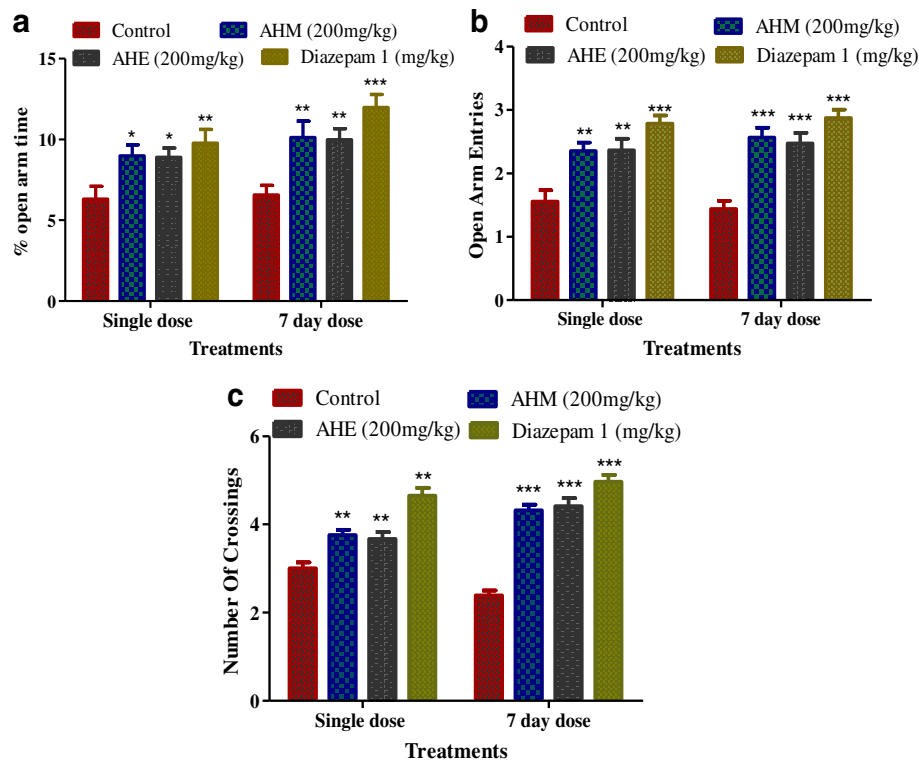 a
Control
AHM (200mg/kg)
AHE (200mg/kg)
Diazepam 1 (mg/kg)
% open arm time
15
10
5
0
*
*
**
**
**
***
Single dose
7 day dose
Treatments
b
Control
AHM (200mg/kg)
AHE (200mg/kg)
Diazepam 1 (mg/kg)
Open Arm Entries
4
3
2
1
0
**
**
***
***
***
***
Single dose
7 day dose
Treatments
c
Control
AHM (200mg/kg)
AHE (200mg/kg)
Diazepam 1 (mg/kg)
Number Of Crossings
6
4
2
0
**
**
**
***
***
***
Single dose
7 day dose
Treatments